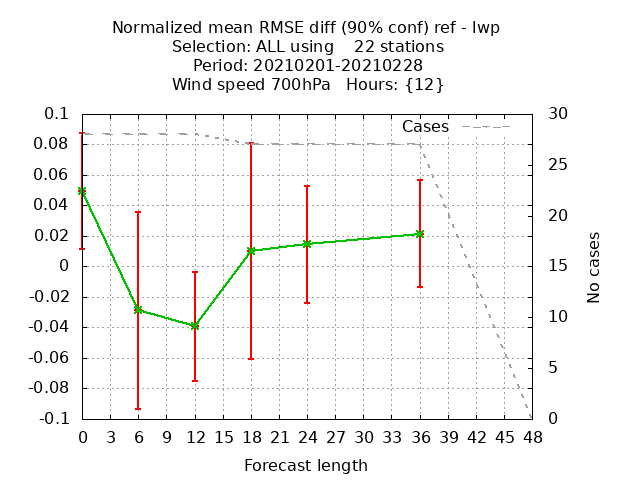 Normalized mean RMSE diff (90% conf) ref - lwp
Selection: ALL using    22 stations
Period: 20210201-20210228
Wind speed 700hPa   Hours: {12}
Cases
0.1
0.08
0.06
0.04
0.02
0
-0.02
-0.04
-0.06
-0.08
-0.1
30
25
20
15
10
5
0
No cases
0 3 6 9 12 15 18 21 24 27 30 33 36 39 42 45 48
Forecast length